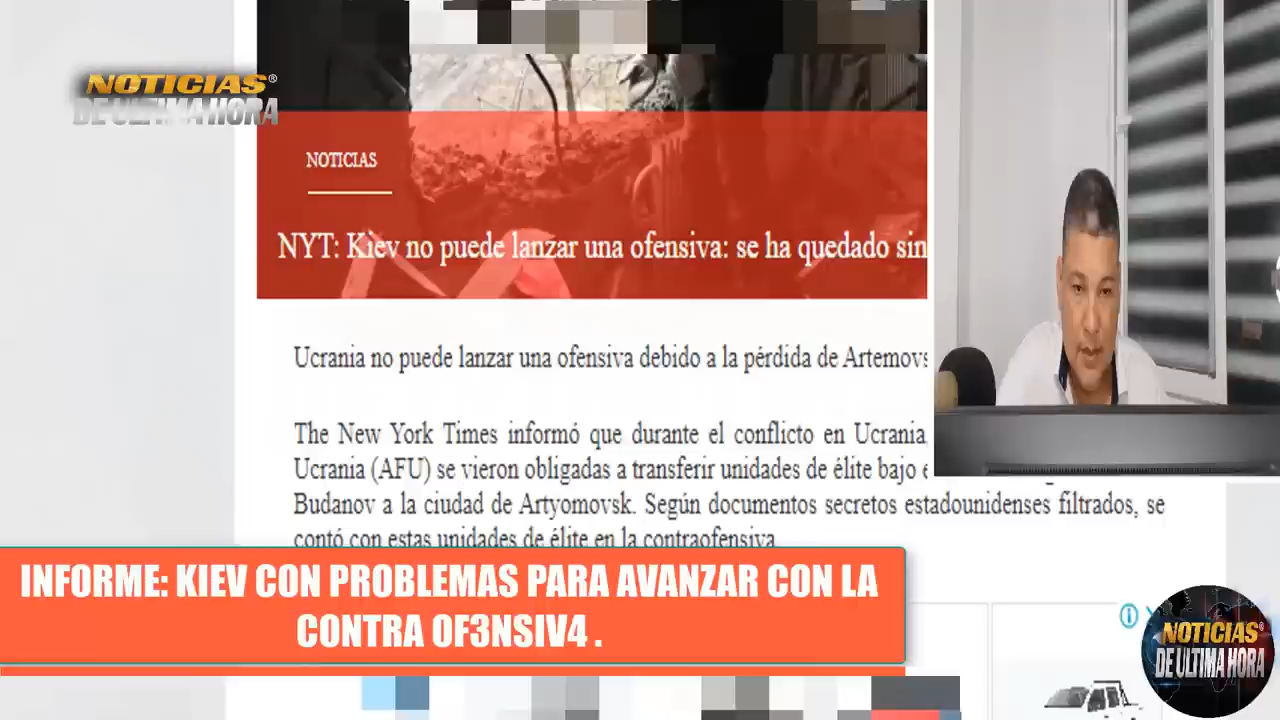 NOTICIAS®
DE ULTIMA HORA
NOTICIAS
NYT: Kiev no puede lanzar una ofensiva: se ha quedado sin
Ucrania no puede lanzar una ofensiva debido a la pérdida de Artemovs
The New York Times informó que durante el conflicto en Ucrania,
Ucrania (AFU) se vieron obligadas a transferir unidades de élite bajo
Budanov a la ciudad de Artyomovsk. Según documentos secretos estadounidenses filtrados, se
contó con estas unidades de élite en la contraofensiva.
INFORME: KIEV CON PROBLEMAS PARA AVANZAR CON LA
CONTRA OF3NSIV4 .
NOTICIAS®
DE ULTIMA HORA